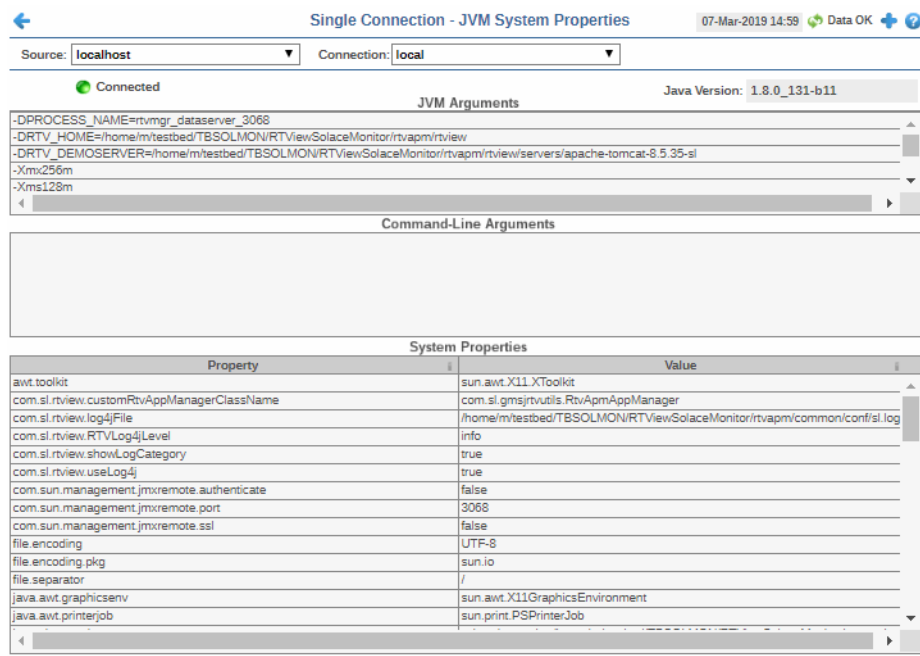 Single Connection - JVM System Properties
07-Mar-2019 14:59 Data OK
Source: localhost Connection: local
Connected
Java Version: 1.8.0_131-b11
JVM Arguments
-DPROCESS_NAME=rtvmgr_dataserver_3068
-DRTV_HOME=/home/m/testbed/TBSOLMON/RTViewSolaceMonitor/rtvapm/rtview
-DRTV_DEMOSERVER=/home/m/testbed/TBSOLMON/RTViewSolaceMonitor/rtvapm/rtview/servers/apache-tomcat-8.5.35-sl
-Xmx256m
-Xms128m
Command-Line Arguments
System Properties
Property Value
awt.toolkit sun.awt.X11.XToolkit
com.sl.rtview.customRtvAppManagerClassName com.sl.gmsjrtvutils.RtvApmAppManager
com.sl.rtview.log4jFile /home/m/testbed/TBSOLMON/RTViewSolaceMonitor/rtvapm/common/conf/sl.log
com.sl.rtview.RTVLog4jLevel info
com.sl.rtview.showLogCategory true
com.sl.rtview.useLog4j true
com.sun.management.jmxremote.authenticate false
com.sun.management.jmxremote.port 3068
com.sun.management.jmxremote.ssl false
file.encoding UTF-8
file.encoding.pkg sun.io
file.separator /
java.awt.graphicsenv sun.awt.X11GraphicsEnvironment
java.awt.printerjob sun.print.PSPrinterJob